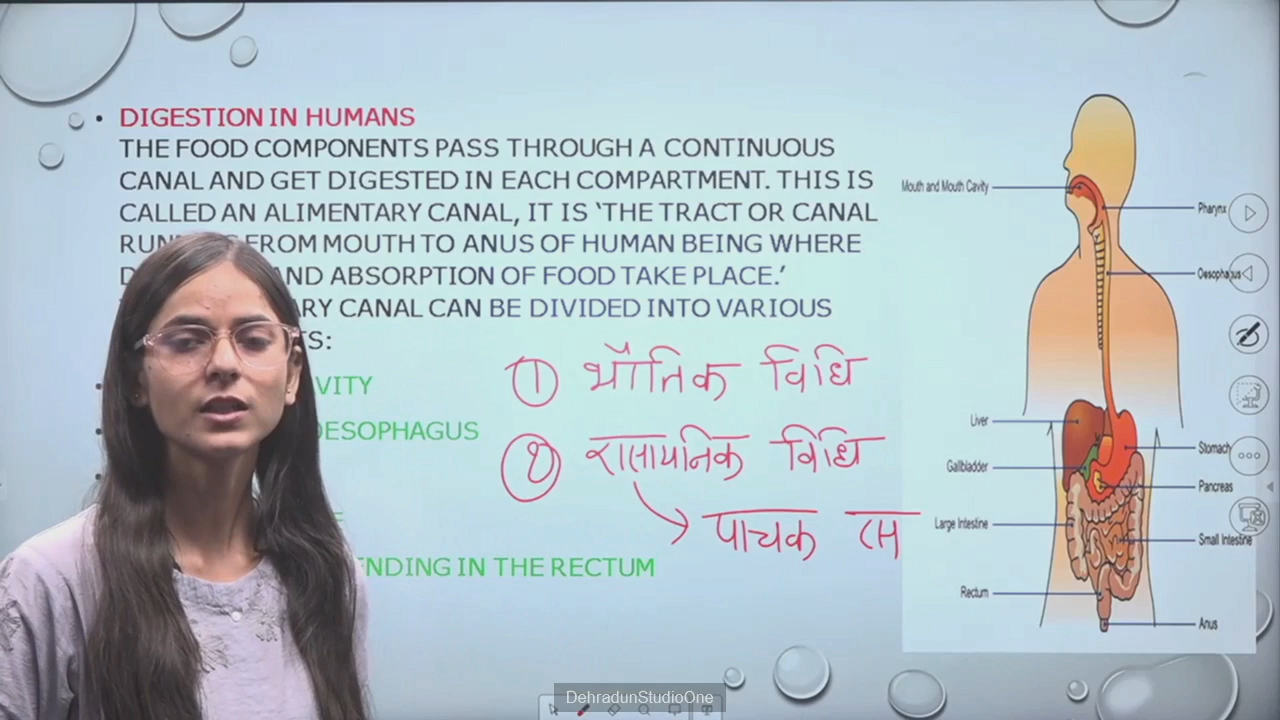 DIGESTION IN HUMANS
THE FOOD COMPONENTS PASS THROUGH A CONTINUOUS
CANAL AND GET DIGESTED IN EACH COMPARTMENT. THIS IS
CALLED AN ALIMENTARY CANAL, IT IS ‘THE TRACT OR CANAL
FROM MOUTH TO ANUS OF HUMAN BEING WHERE
AND ABSORPTION OF FOOD TAKE PLACE.’
CANAL CAN BE DIVIDED INTO VARIOUS
OESOPHAGUS
ENDING IN THE RECTUM
① भौतिक विधि
② रासायनिक विधि
पाचक रस
Mouth and Mouth Cavity
Pharynx
Oesophagus
Liver
Stomach
Gallbladder
Pancreas
Large Intestine
Small Intestine
Rectum
Anus
DehradunStudioOne